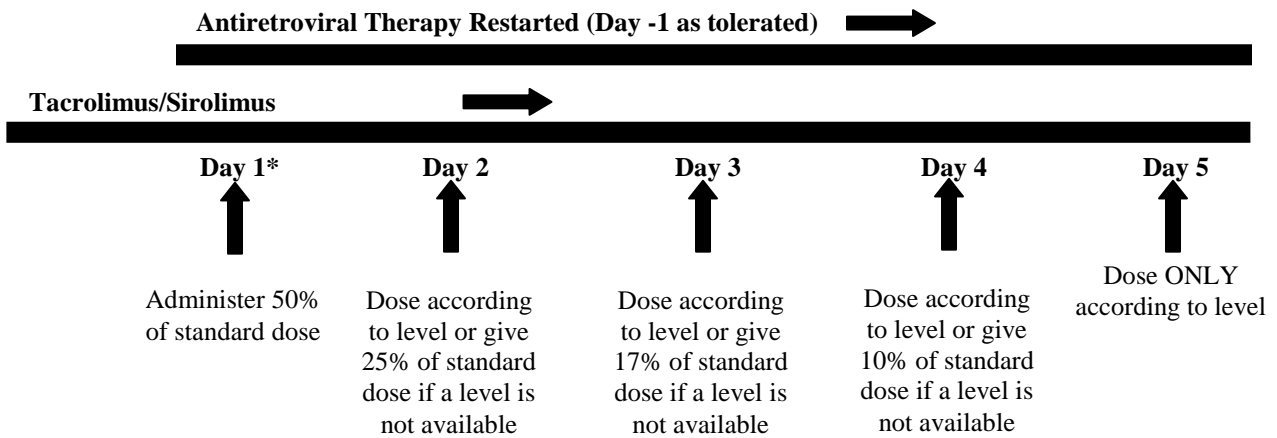 Antiretroviral Therapy Restarted (Day -1 as tolerated)
Tacrolimus/Sirolimus
Day 1*
Day 2
Day 3
Day 4
Day 5
Administer 50%
of standard dose
Dose according
to level or give
25% of standard
dose if a level is
not available
Dose according
to level or give
17% of standard
dose if a level is
not available
Dose according
to level or give
10% of standard
dose if a level is
not available
Dose ONLY
according to level